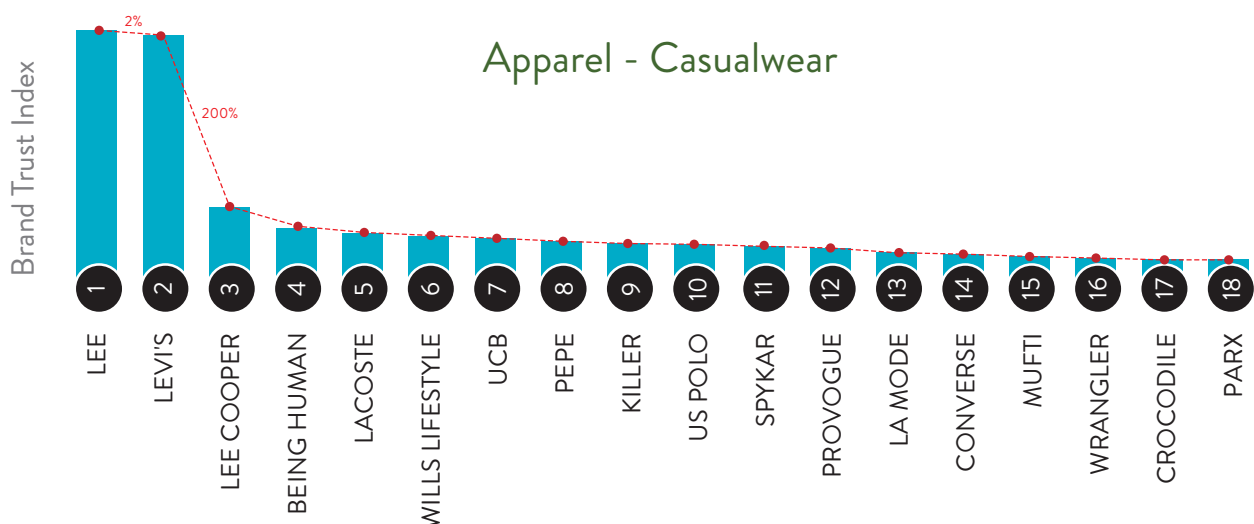 Apparel - Casualwear
Brand Trust Index
2%
200%
1
2
3
4
5
6
7
8
9
10
11
12
13
14
15
16
17
18
LEE
LEVI'S
LEE COOPER
BEING HUMAN
LACOSTE
WILLS LIFESTYLE
UCB
PEPE
KILLER
US POLO
SPYKAR
PROVOGUE
LA MODE
CONVERSE
MUFTI
WRANGLER
CROCODILE
PARX